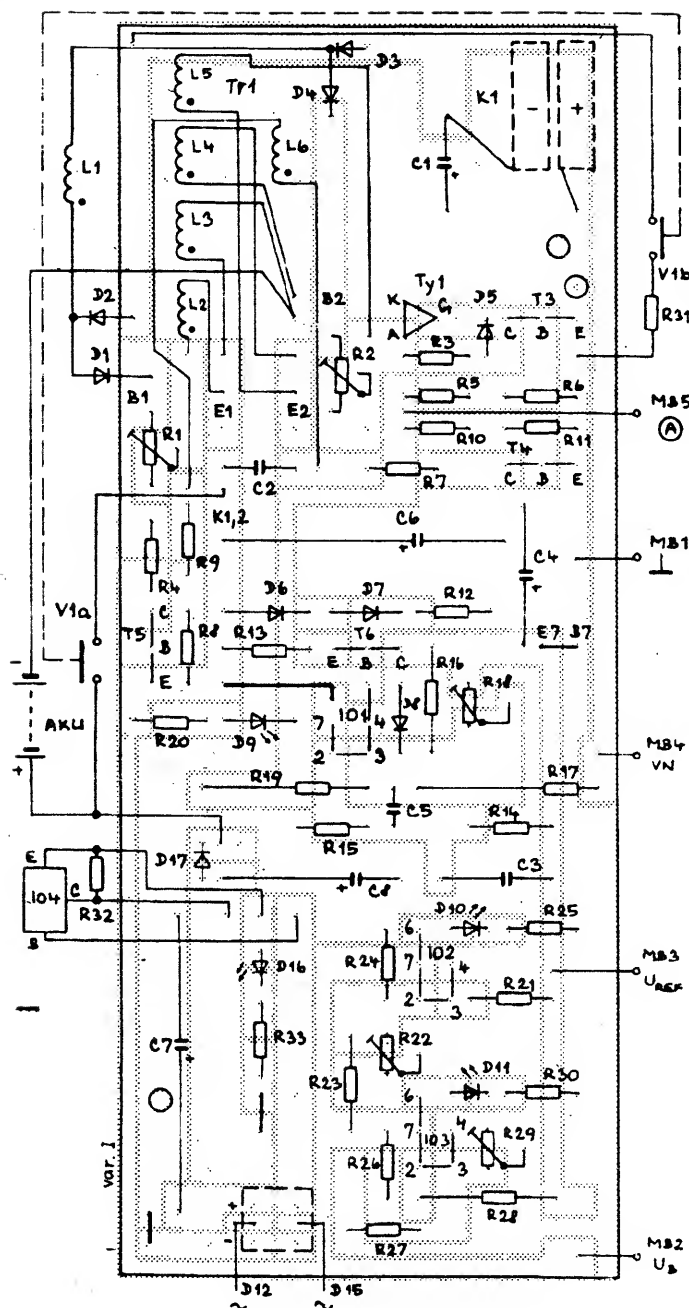 L5
Tr1
D3
D4
K1
- +
L4
L6
L1
C1
+
L3
V1b
D2
L2
B2
K
Ty1
G
D5
T3
C B E
R31
A
D1
R2
R3
B1
E1
E2
R5
R6
MB5
A
R1
R10
R11
T4
C2
R7
C B E
K1,2
C6
+
C4
+
MB1
R4
R9
V1a
D6
D7
R12
C
T5
B
E
R8
R13
T6
E B C
E7 B7
-
R16
R18
AKU
101
7 4
D8
R20
D9
2 3
MB4
VN
+
R19
R17
C5
R15
R14
E
D17
104
C
R32
B
+ C8
C3
D10
R25
6
R24
7 102 4
D16
MB3
UREF
2 3
R21
C7
+
R33
R22
R23
D11
R30
6
7 103 4
R29
R26
2 3
var. I
R28
+
-
R27
MB2
UB
D12
D15
~ ~